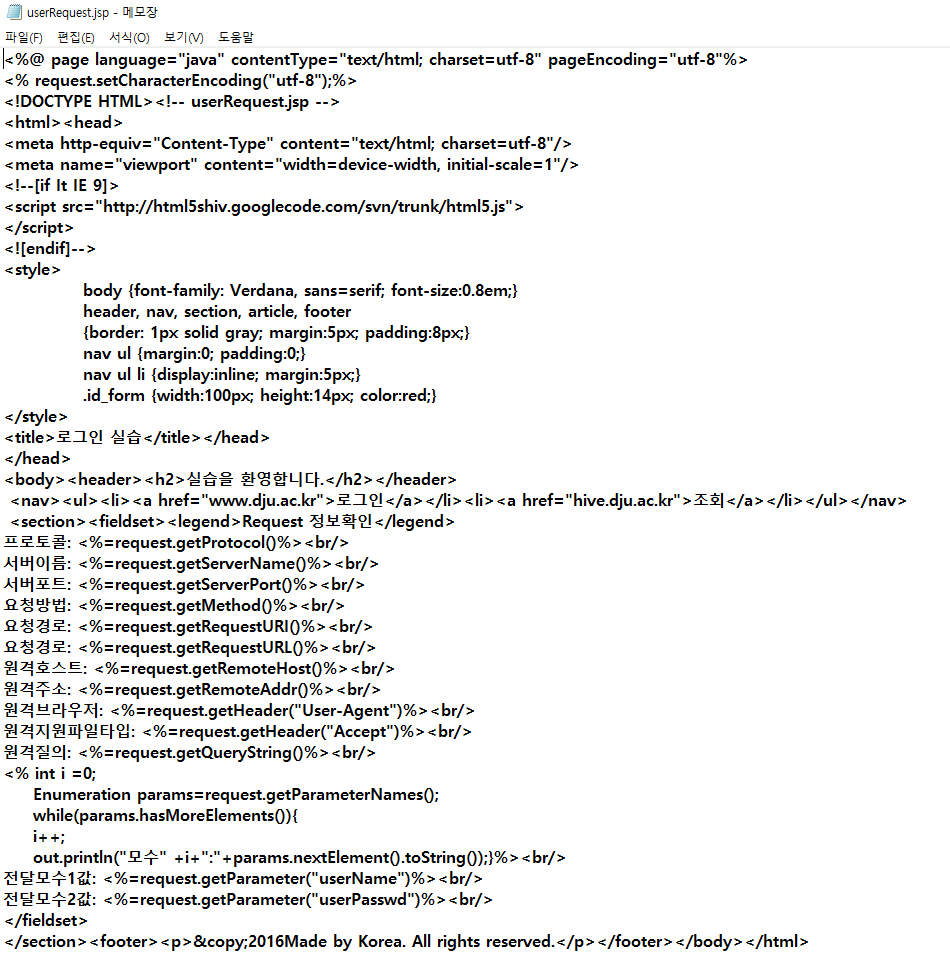 userRequest.jsp - 메모장
파일(F) 편집(E) 서식(O) 보기(V) 도움말
<%@ page language="java" contentType="text/html; charset=utf-8" pageEncoding="utf-8"%>
<% request.setCharacterEncoding("utf-8");%>
<!DOCTYPE HTML><!-- userRequest.jsp -->
<html><head>
<meta http-equiv="Content-Type" content="text/html; charset=utf-8"/>
<meta name="viewport" content="width=device-width, initial-scale=1"/>
<!--[if lt IE 9]>
<script src="http://html5shiv.googlecode.com/svn/trunk/html5.js">
</script>
<![endif]-->
<style>
body {font-family: Verdana, sans=serif; font-size:0.8em;}
header, nav, section, article, footer
{border: 1px solid gray; margin:5px; padding:8px;}
nav ul {margin:0; padding:0;}
nav ul li {display:inline; margin:5px;}
.id_form {width:100px; height:14px; color:red;}
</style>
<title>로그인 실습</title></head>
</head>
<body><header><h2>실습을 환영합니다.</h2></header>
<nav><ul><li><a href="www.dju.ac.kr">로그인</a></li><li><a href="hive.dju.ac.kr">조회</a></li></ul></nav>
<section><fieldset><legend>Request 정보확인</legend>
프로토콜: <%=request.getProtocol()%><br/>
서버이름: <%=request.getServerName()%><br/>
서버포트: <%=request.getServerPort()%><br/>
요청방법: <%=request.getMethod()%><br/>
요청경로: <%=request.getRequestURI()%><br/>
요청경로: <%=request.getRequestURL()%><br/>
원격호스트: <%=request.getRemoteHost()%><br/>
원격주소: <%=request.getRemoteAddr()%><br/>
원격브라우저: <%=request.getHeader("User-Agent")%><br/>
원격지원파일타입: <%=request.getHeader("Accept")%><br/>
원격질의: <%=request.getQueryString()%><br/>
<% int i =0;
Enumeration params=request.getParameterNames();
while(params.hasMoreElements()){
i++;
out.println("모수" +i+":"+params.nextElement().toString());}%><br/>
전달모수1값: <%=request.getParameter("userName")%><br/>
전달모수2값: <%=request.getParameter("userPasswd")%><br/>
</fieldset>
</section><footer><p>&copy;2016Made by Korea. All rights reserved.</p></footer></body></html>